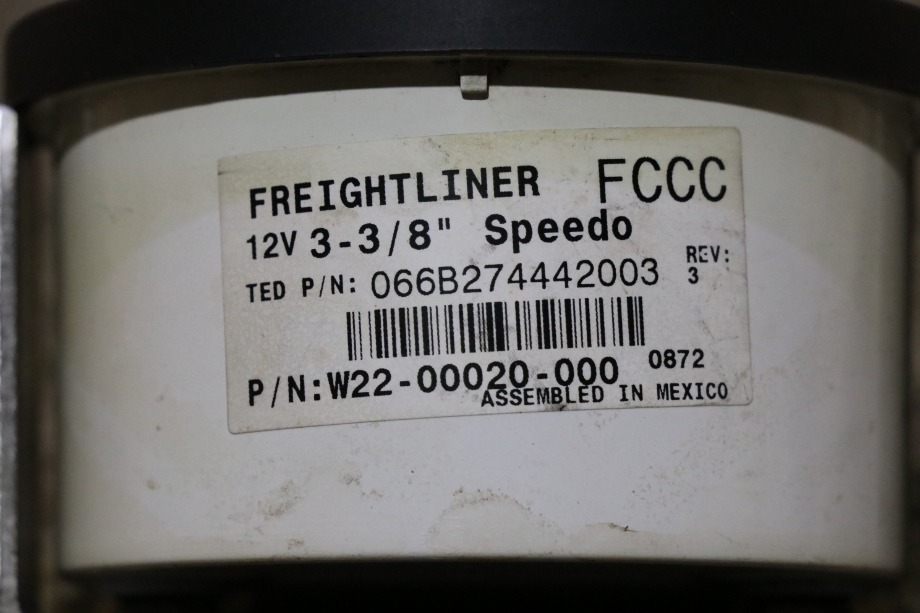 FREIGHTLINER FCCC
12V 3-3/8" Speedo
TED P/N: 066B274442003 REV: 3
P/N:W22-00020-000 0872
ASSEMBLED IN MEXICO